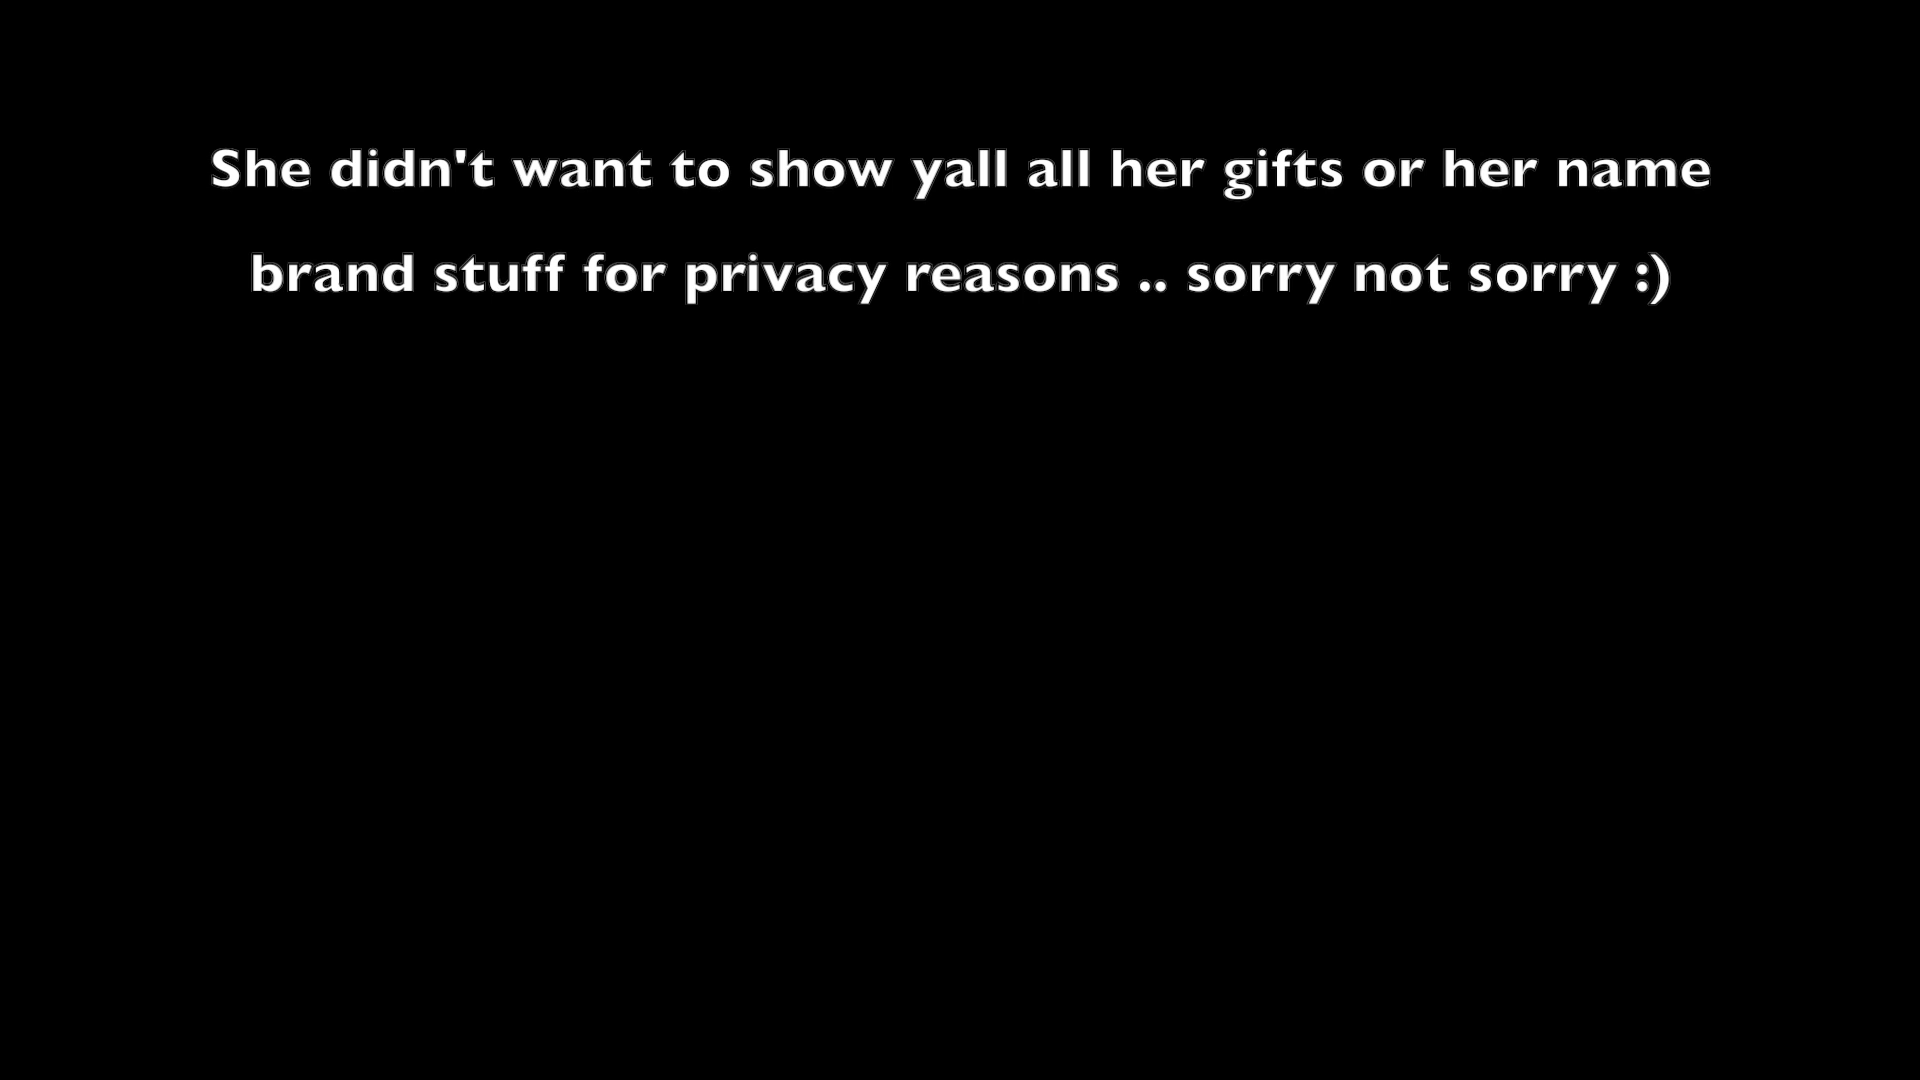 She didn't want to show yall all her gifts or her name
brand stuff for privacy reasons .. sorry not sorry :)